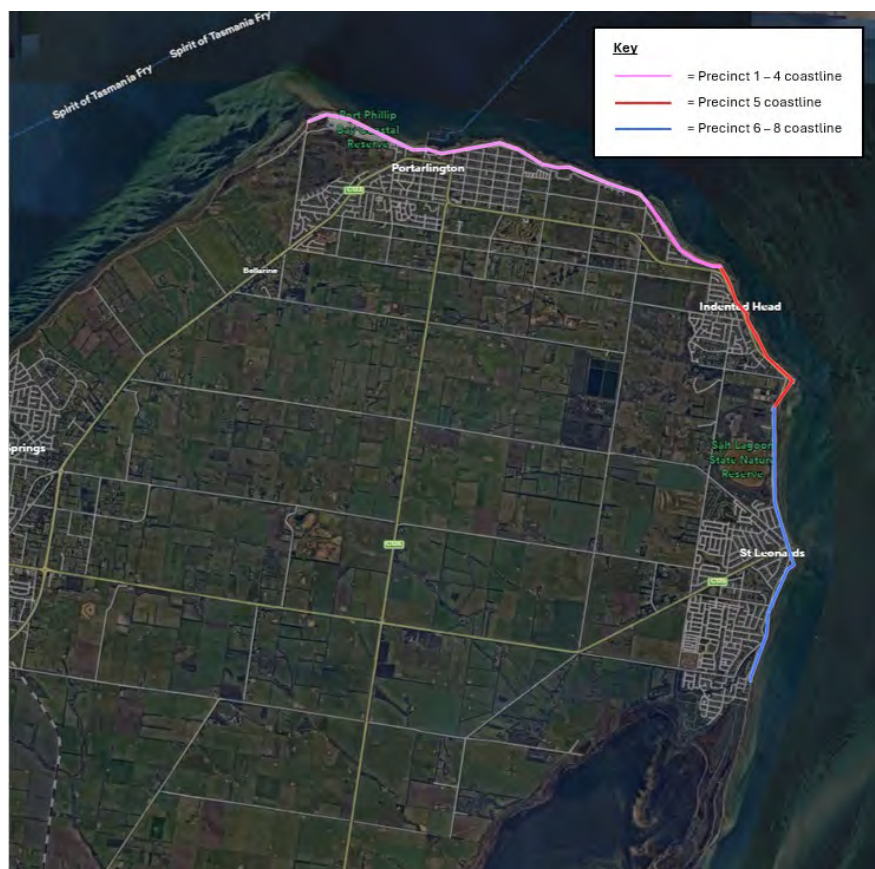 Spirit of Tasmania Fry
Spirit of Tasmania Fry
Key
= Precinct 1 – 4 coastline
= Precinct 5 coastline
= Precinct 6 – 8 coastline
Port Phillip
Bay Coastal
Reserve
Portarlington
Bellarine
Indented Head
Springs
Salt Lagoon
State Nature
Reserve
St Leonards